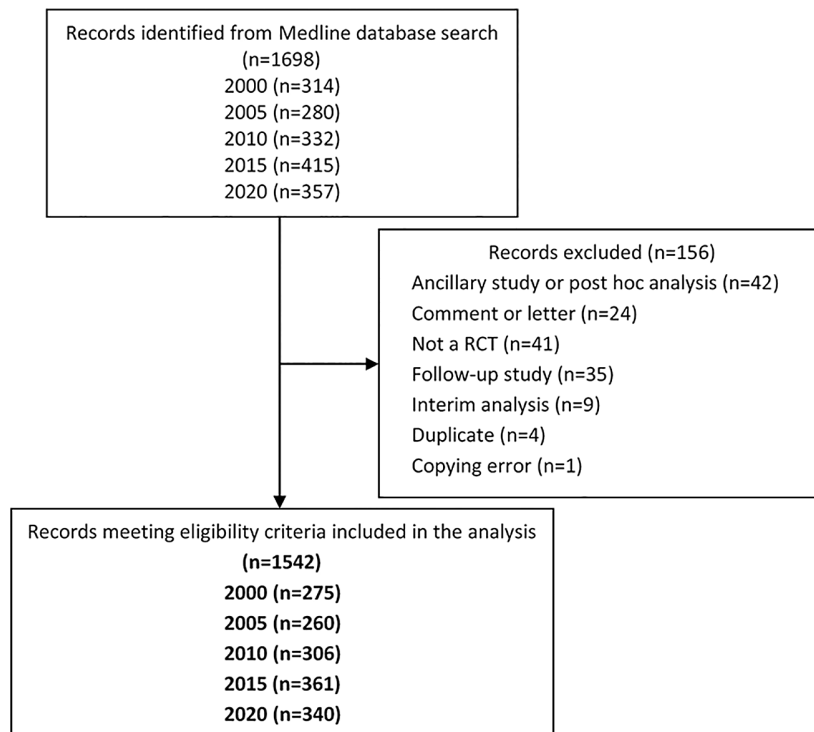 Records identified from Medline database search
(n=1698)
2000 (n=314)
2005 (n=280)
2010 (n=332)
2015 (n=415)
2020 (n=357)
Records excluded (n=156)
Ancillary study or post hoc analysis (n=42)
Comment or letter (n=24)
Not a RCT (n=41)
Follow-up study (n=35)
Interim analysis (n=9)
Duplicate (n=4)
Copying error (n=1)
Records meeting eligibility criteria included in the analysis
(n=1542)
2000 (n=275)
2005 (n=260)
2010 (n=306)
2015 (n=361)
2020 (n=340)